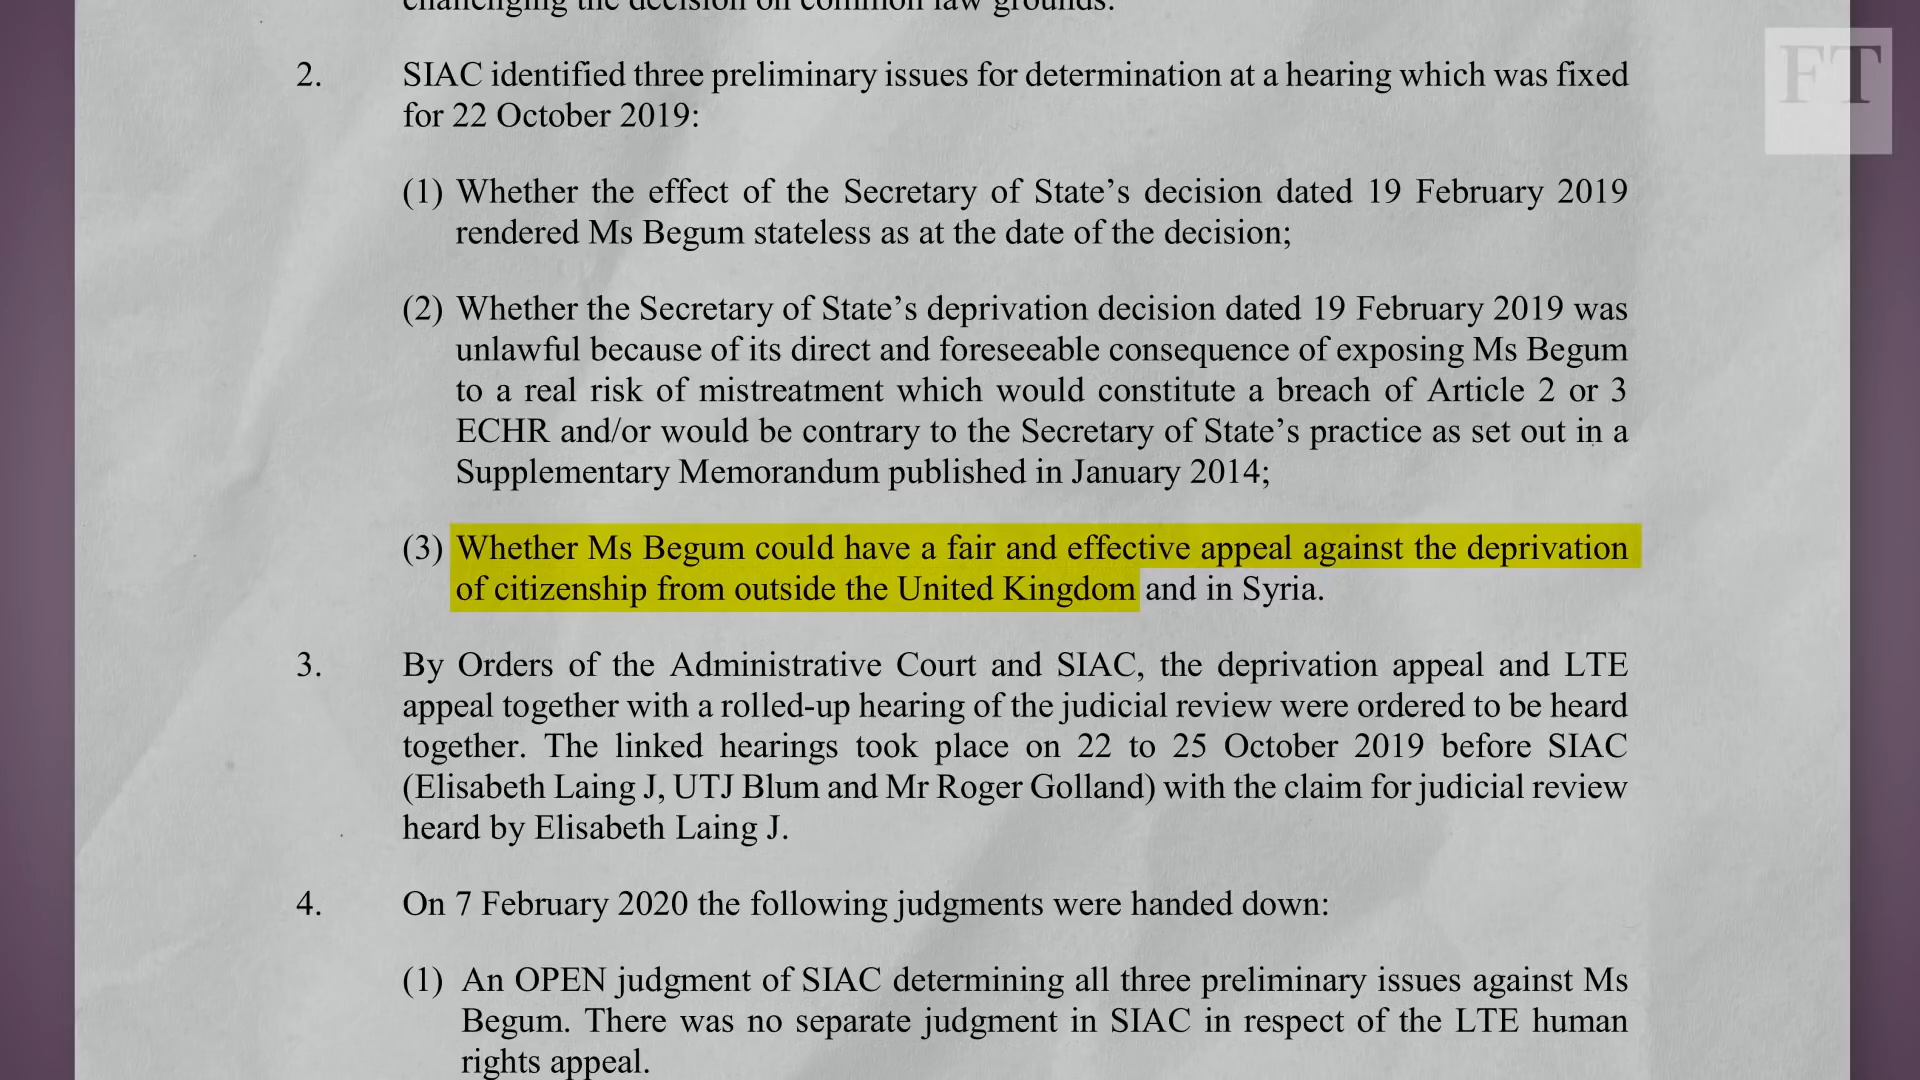 challenging the decision on common law grounds.
FT
2. SIAC identified three preliminary issues for determination at a hearing which was fixed
for 22 October 2019:
(1) Whether the effect of the Secretary of State’s decision dated 19 February 2019
rendered Ms Begum stateless as at the date of the decision;
(2) Whether the Secretary of State’s deprivation decision dated 19 February 2019 was
unlawful because of its direct and foreseeable consequence of exposing Ms Begum
to a real risk of mistreatment which would constitute a breach of Article 2 or 3
ECHR and/or would be contrary to the Secretary of State’s practice as set out in a
Supplementary Memorandum published in January 2014;
(3) Whether Ms Begum could have a fair and effective appeal against the deprivation
of citizenship from outside the United Kingdom and in Syria.
3. By Orders of the Administrative Court and SIAC, the deprivation appeal and LTE
appeal together with a rolled-up hearing of the judicial review were ordered to be heard
together. The linked hearings took place on 22 to 25 October 2019 before SIAC
(Elisabeth Laing J, UTJ Blum and Mr Roger Golland) with the claim for judicial review
heard by Elisabeth Laing J.
4. On 7 February 2020 the following judgments were handed down:
(1) An OPEN judgment of SIAC determining all three preliminary issues against Ms
Begum. There was no separate judgment in SIAC in respect of the LTE human
rights appeal.